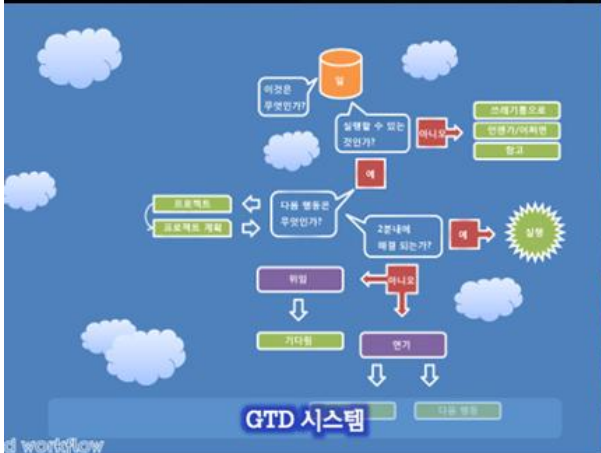 일
이것은
무엇인가?
실행할 수 있는
것인가?
아니오
쓰레기통으로
언젠가/어쩌면
참고
예
프로젝트
프로젝트 계획
다음 행동은
무엇인가?
2분내에
해결 되는가?
예
실행
위임
아니오
기다림
연기
다음 행동
GTD 시스템
d workflow